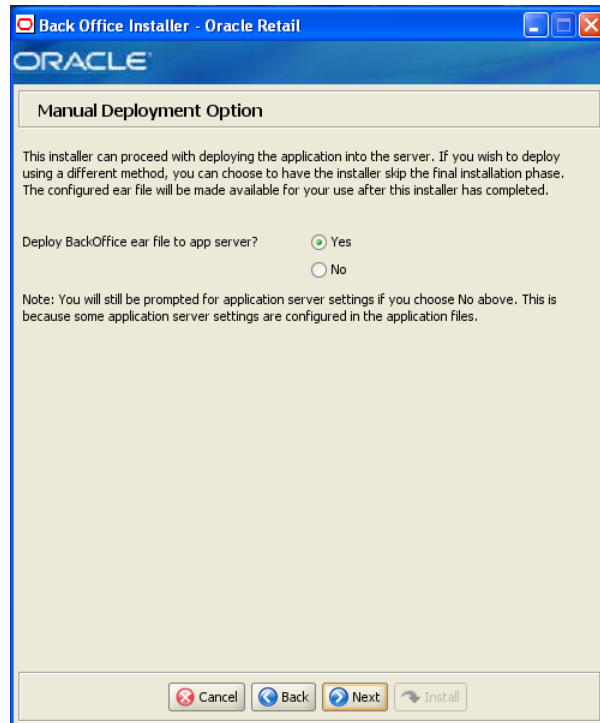 Back Office Installer - Oracle Retail
ORACLE
Manual Deployment Option
This installer can proceed with deploying the application into the server. If you wish to deploy
using a different method, you can choose to have the installer skip the final installation phase.
The configured ear file will be made available for your use after this installer has completed.
Deploy BackOffice ear file to app server? Yes
No
Note: You will still be prompted for application server settings if you choose No above. This is
because some application server settings are configured in the application files.
Cancel Back Next Install